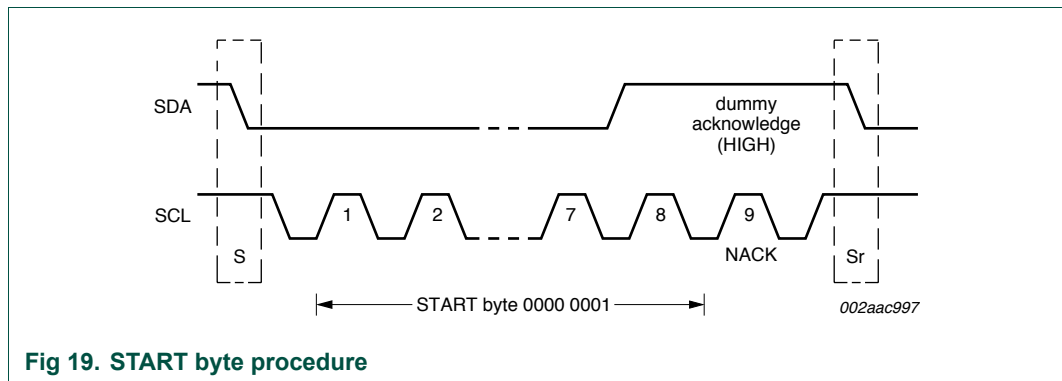 SDA
dummy
acknowledge
(HIGH)
SCL
1
2
7
8
9
S
NACK
Sr
START byte 0000 0001
002aac997
Fig 19. START byte procedure